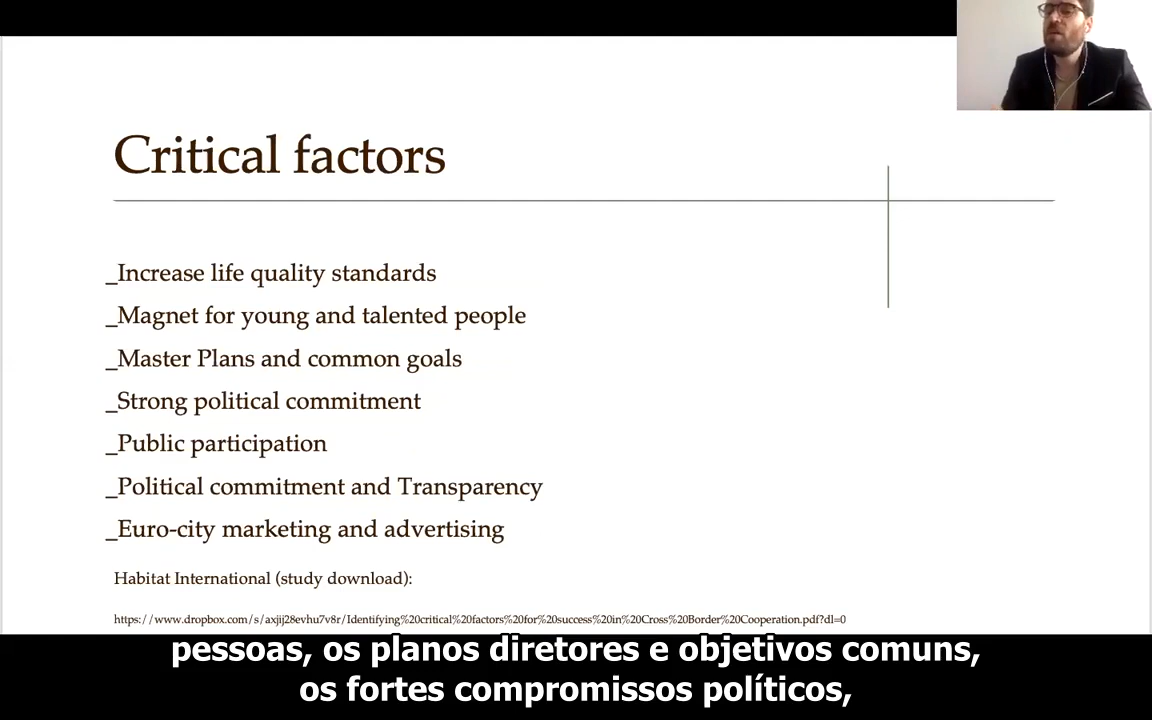 Critical factors
_Increase life quality standards
_Magnet for young and talented people
_Master Plans and common goals
_Strong political commitment
_Public participation
_Political commitment and Transparency
_Euro-city marketing and advertising
Habitat International (study download):
https://www.dropbox.com/s/axjij28evhu7v8r/Identifying%20critical%20factors%20for%20success%20in%20Cross%20Border%20Cooperation.pdf?dl=0
pessoas, os planos diretores e objetivos comuns,
os fortes compromissos políticos,